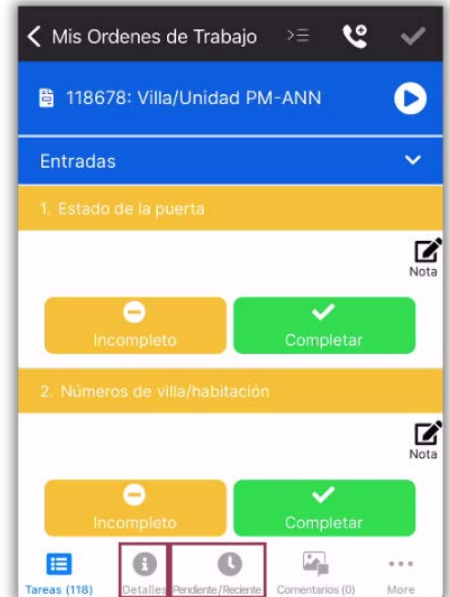 Mis Ordenes de Trabajo
118678: Villa/Unidad PM-ANN
Entradas
1. Estado de la puerta
Nota
Incompleto Completar
2. Números de villa/habitación
Nota
Incompleto Completar
Tareas (118) Detalles Pendiente/Reciente Comentarios (0) More